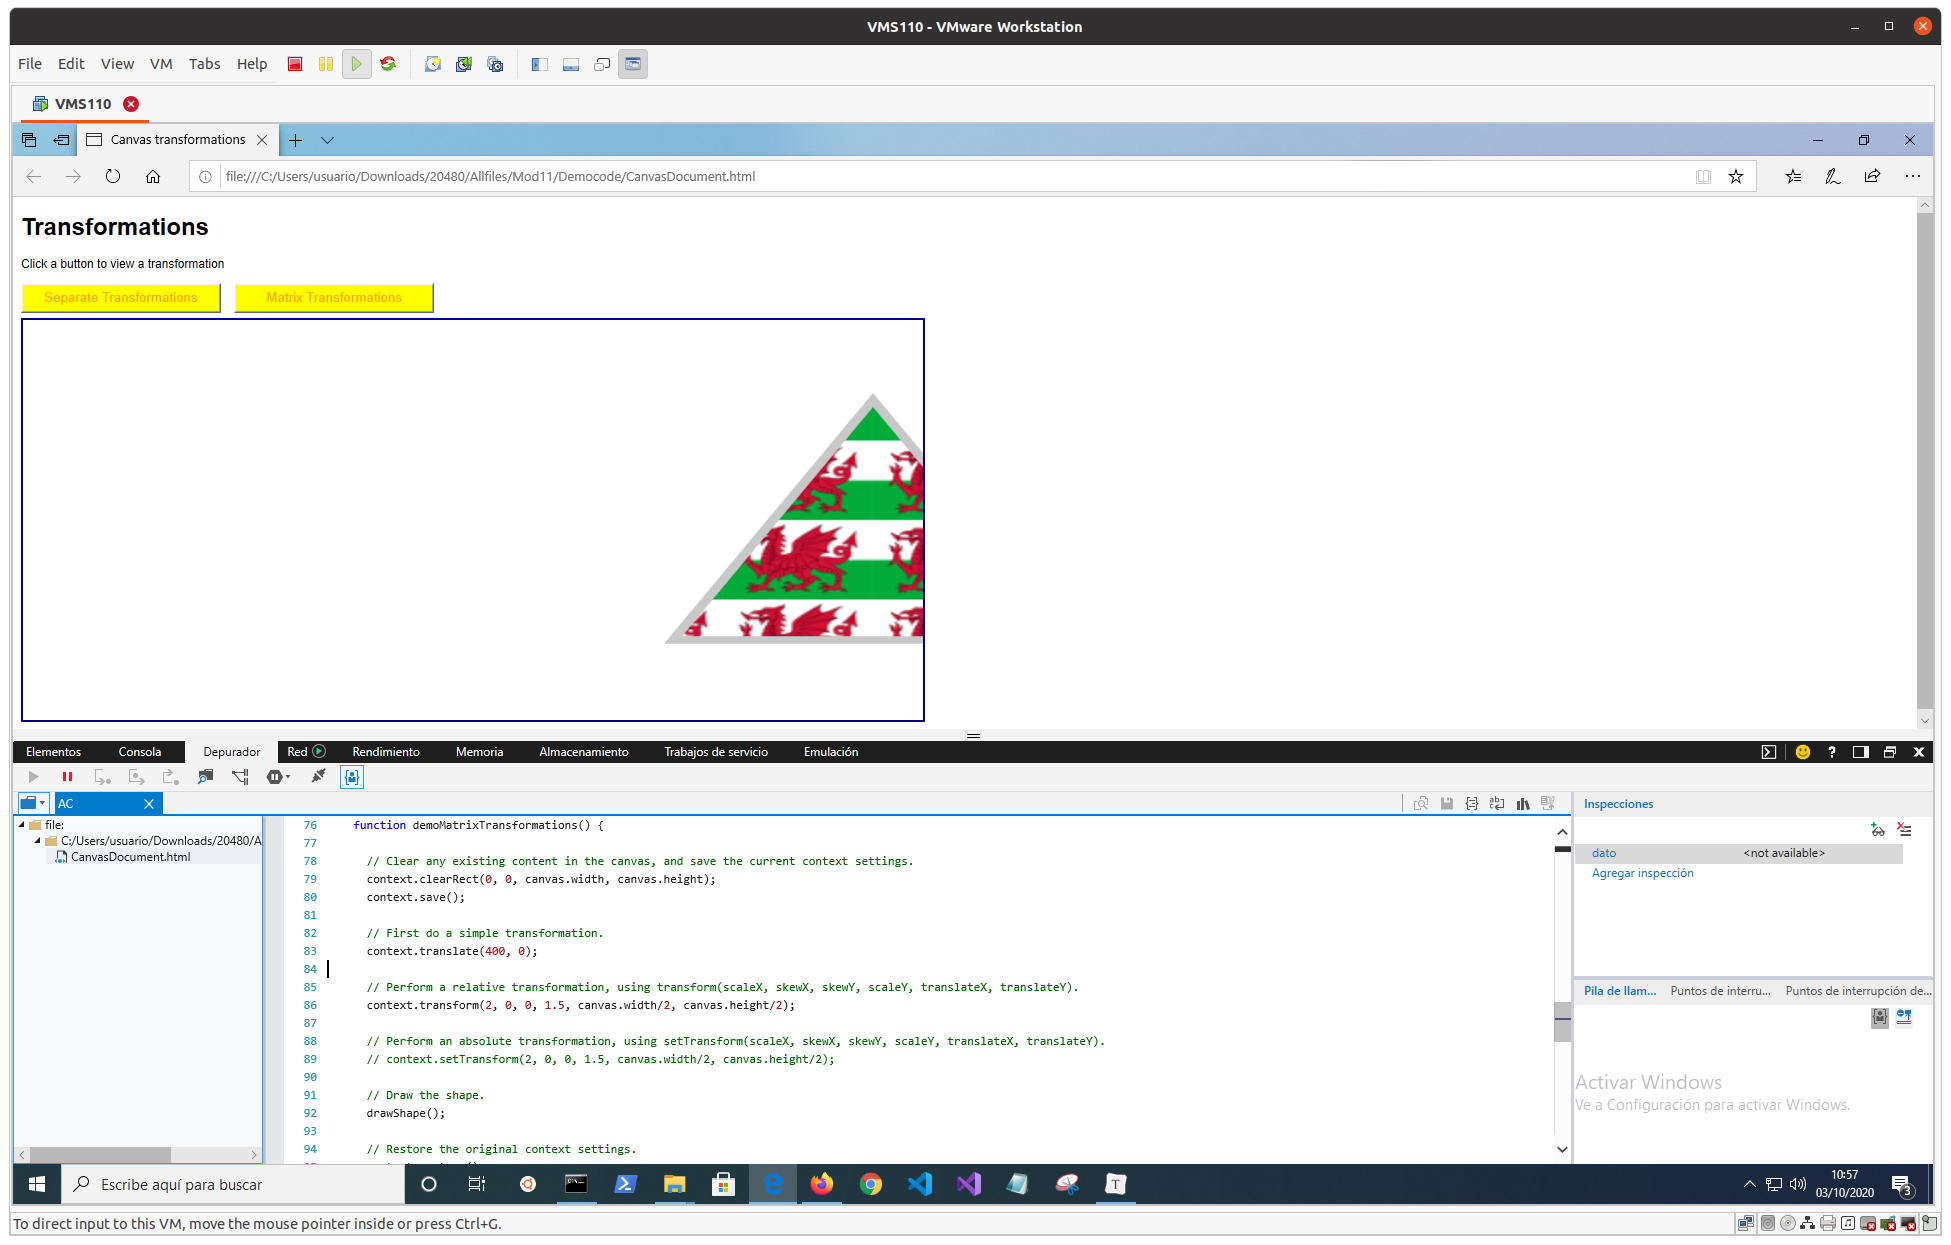 VMS110 - VMware Workstation
File Edit View VM Tabs Help
VMS110
Canvas transformations
file:///C:/Users/usuario/Downloads/20480/Allfiles/Mod11/Democode/CanvasDocument.html
Transformations
Click a button to view a transformation
Separate Transformations Matrix Transformations
Elementos Consola Depurador Red Rendimiento Memoria Almacenamiento Trabajos de servicio Emulación
AC
Inspecciones
file:
C:/Users/usuario/Downloads/20480/A
CanvasDocument.html
76 function demoMatrixTransformations() {
77
78 // Clear any existing content in the canvas, and save the current context settings.
79 context.clearRect(0, 0, canvas.width, canvas.height);
80 context.save();
81
82 // First do a simple transformation.
83 context.translate(400, 0);
84
85 // Perform a relative transformation, using transform(scaleX, skewX, skewY, scaleY, translateX, translateY).
86 context.transform(2, 0, 0, 1.5, canvas.width/2, canvas.height/2);
87
88 // Perform an absolute transformation, using setTransform(scaleX, skewX, skewY, scaleY, translateX, translateY).
89 // context.setTransform(2, 0, 0, 1.5, canvas.width/2, canvas.height/2);
90
91 // Draw the shape.
92 drawShape();
93
94 // Restore the original context settings.
dato <not available>
Agregar inspección
Pila de llam... Puntos de interru... Puntos de interrupción de...
Activar Windows
Ve a Configuración para activar Windows.
Escribe aquí para buscar
10:57
03/10/2020
3
To direct input to this VM, move the mouse pointer inside or press Ctrl+G.